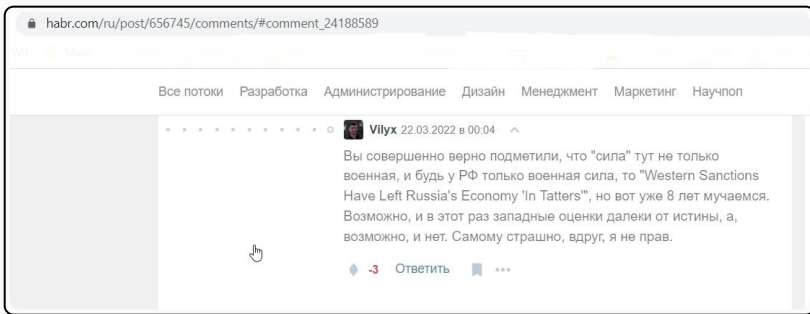 habr.com/ru/post/656745/comments/#comment_24188589
Все потоки Разработка Администрирование Дизайн Менеджмент Маркетинг Научпоп
Vilyx 22.03.2022 в 00:04
Вы совершенно верно подметили, что "сила" тут не только
военная, и будь у РФ только военная сила, то "Western Sanctions
Have Left Russia's Economy 'In Tatters'", но вот уже 8 лет мучаемся.
Возможно, и в этот раз западные оценки далеки от истины, а,
возможно, и нет. Самому страшно, вдруг, я не прав.
-3 Ответить